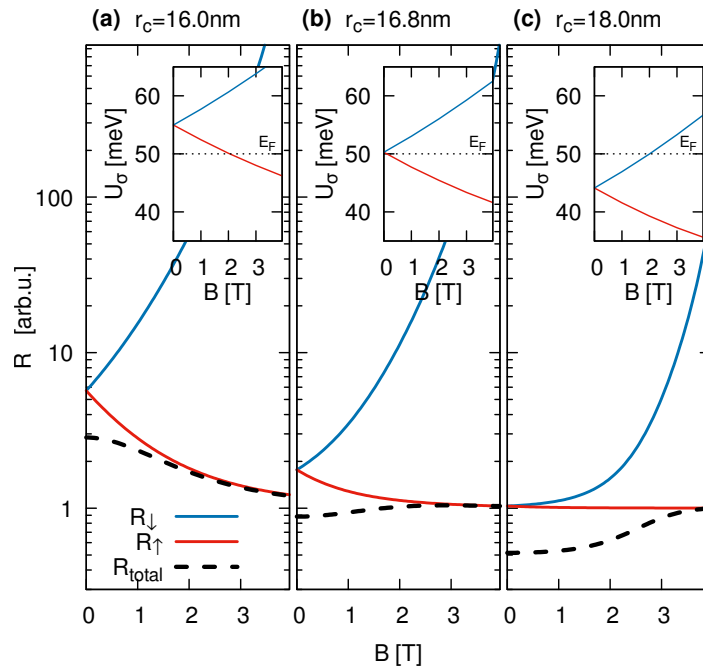 (a) r_c=16.0nm (b) r_c=16.8nm (c) r_c=18.0nm
60 60 60
50 50 50
40 40 40
E_F E_F E_F
U_σ [meV] U_σ [meV] U_σ [meV]
0 1 2 3 0 1 2 3 0 1 2 3
B [T] B [T] B [T]
100
10
1
R [arb.u.]
R↓
R↑
R_total
0 1 2 3 0 1 2 3 0 1 2 3
B [T]